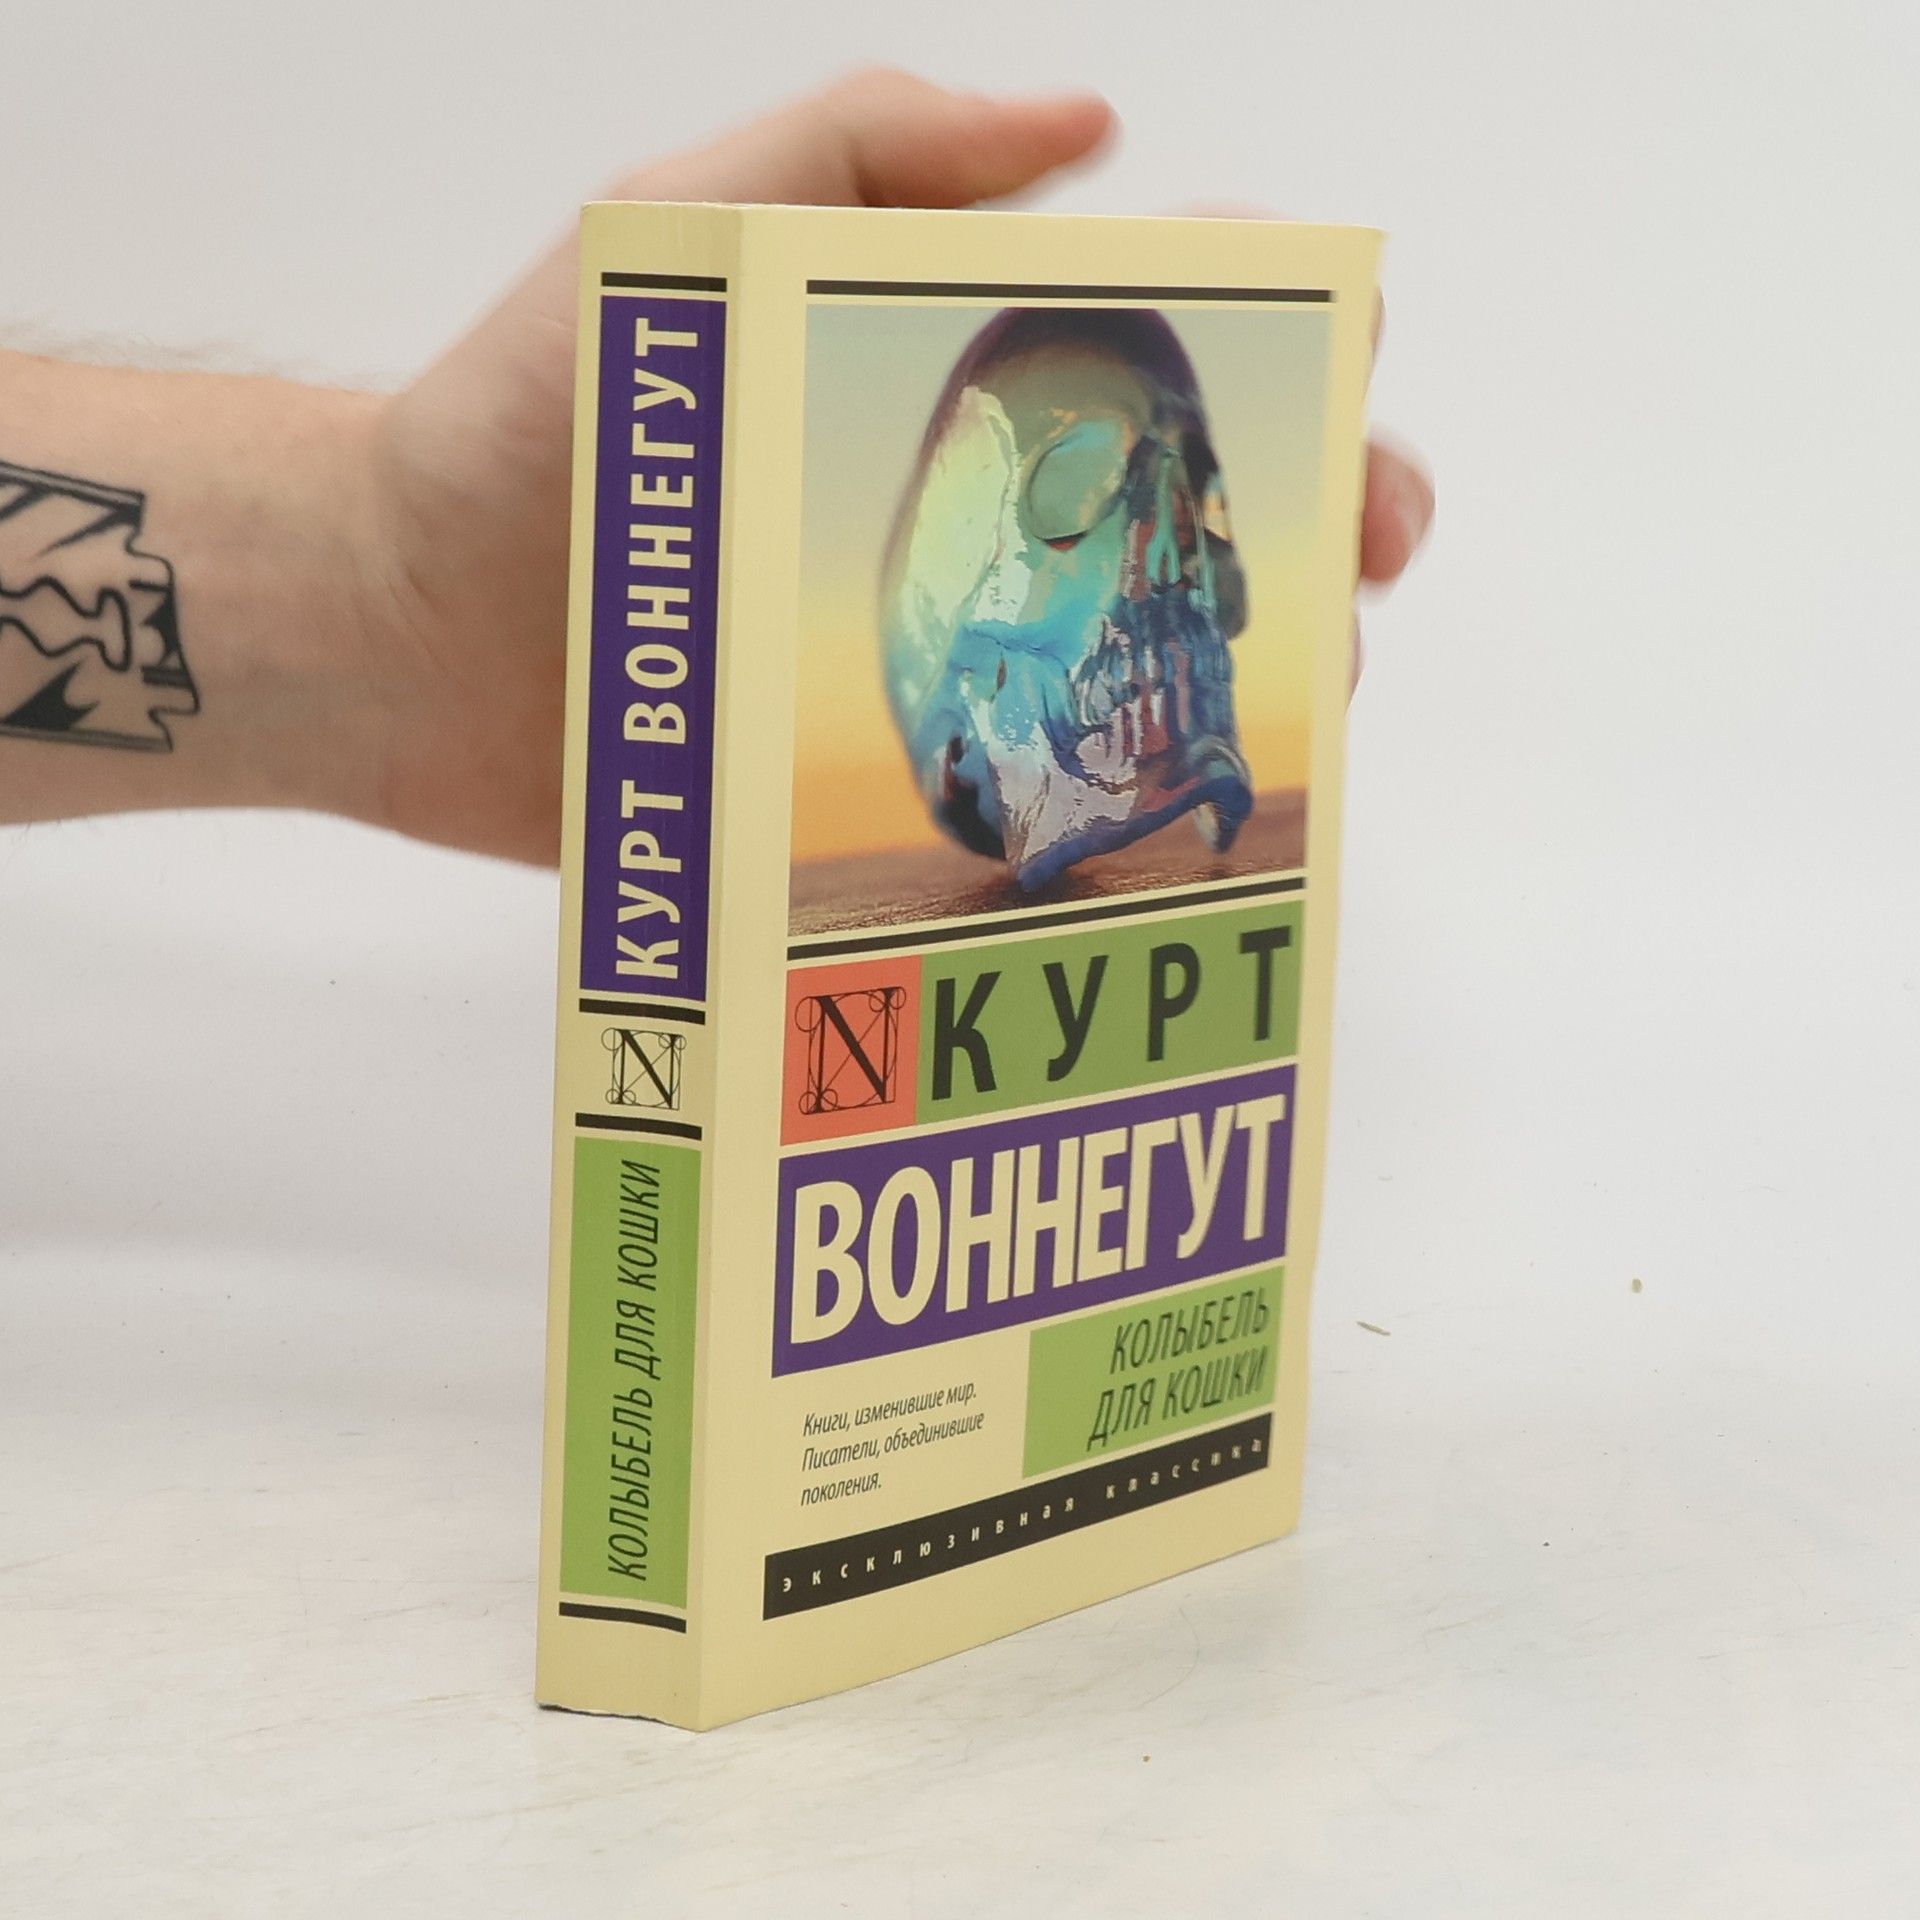 КУРТ ВОННЕГУТ
N
КОЛЫБЕЛЬ ДЛЯ КОШКИ
N
КУРТ
ВОННЕГУТ
КОЛЫБЕЛЬ
ДЛЯ КОШКИ
Книги, изменившие мир.
Писатели, объединившие
поколения.
эксклюзивная классика